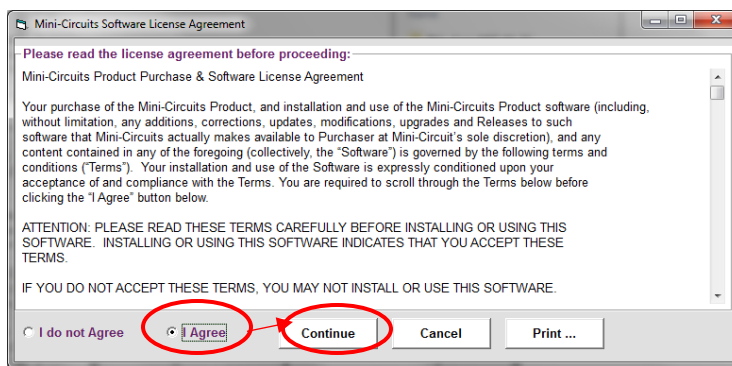 Mini-Circuits Software License Agreement
Please read the license agreement before proceeding:
Mini-Circuits Product Purchase & Software License Agreement
Your purchase of the Mini-Circuits Product, and installation and use of the Mini-Circuits Product software (including,
without limitation, any additions, corrections, updates, modifications, upgrades and Releases to such
software that Mini-Circuits actually makes available to Purchaser at Mini-Circuit's sole discretion), and any
content contained in any of the foregoing (collectively, the “Software”) is governed by the following terms and
conditions (“Terms”).  Your installation and use of the Software is expressly conditioned upon your
acceptance of and compliance with the Terms. You are required to scroll through the Terms below before
clicking the “I Agree” button below.
ATTENTION: PLEASE READ THESE TERMS CAREFULLY BEFORE INSTALLING OR USING THIS
SOFTWARE.  INSTALLING OR USING THIS SOFTWARE INDICATES THAT YOU ACCEPT THESE
TERMS.
IF YOU DO NOT ACCEPT THESE TERMS, YOU MAY NOT INSTALL OR USE THIS SOFTWARE.
I do not Agree I Agree Continue Cancel Print ...